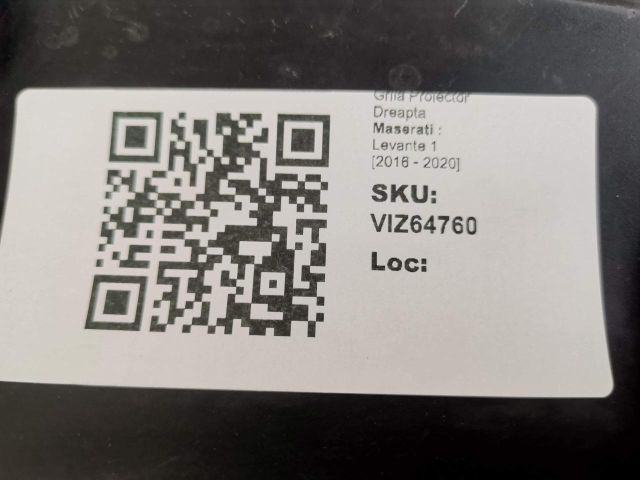 Grila Proiector
Dreapta
Maserati :
Levante 1
[2016 - 2020]
SKU:
VIZ64760
Loc: